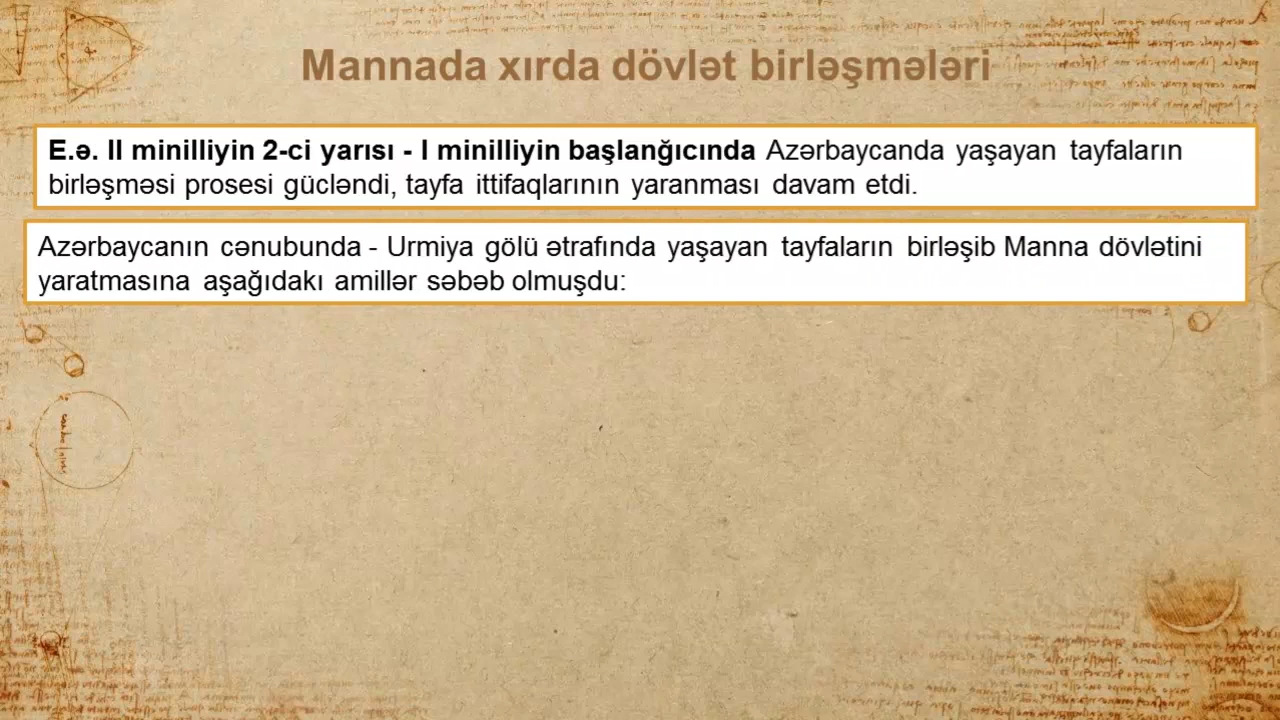 Mannada xırda dövlət birləşmələri
E.ə. II minilliyin 2-ci yarısı - I minilliyin başlanğıcında Azərbaycanda yaşayan tayfaların
birləşməsi prosesi gücləndi, tayfa ittifaqlarının yaranması davam etdi.
Azərbaycanın cənubunda - Urmiya gölü ətrafında yaşayan tayfaların birləşib Manna dövlətini
yaratmasına aşağıdakı amillər səbəb olmuşdu: